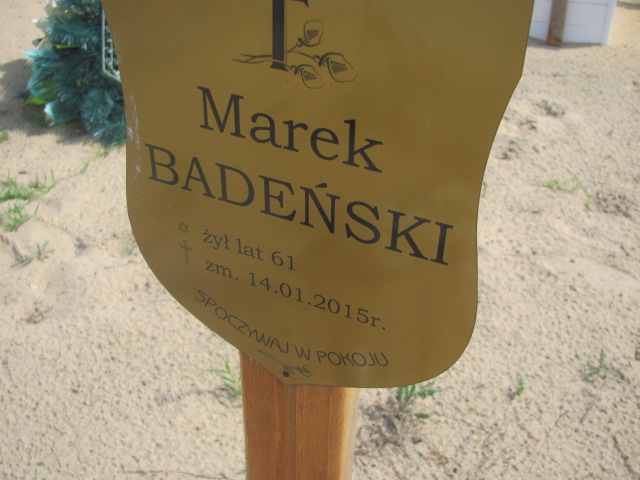 Marek
BADEŃSKI
żył lat 61
zm. 14.01.2015r.
SPOCZYWAJ W POKOJU